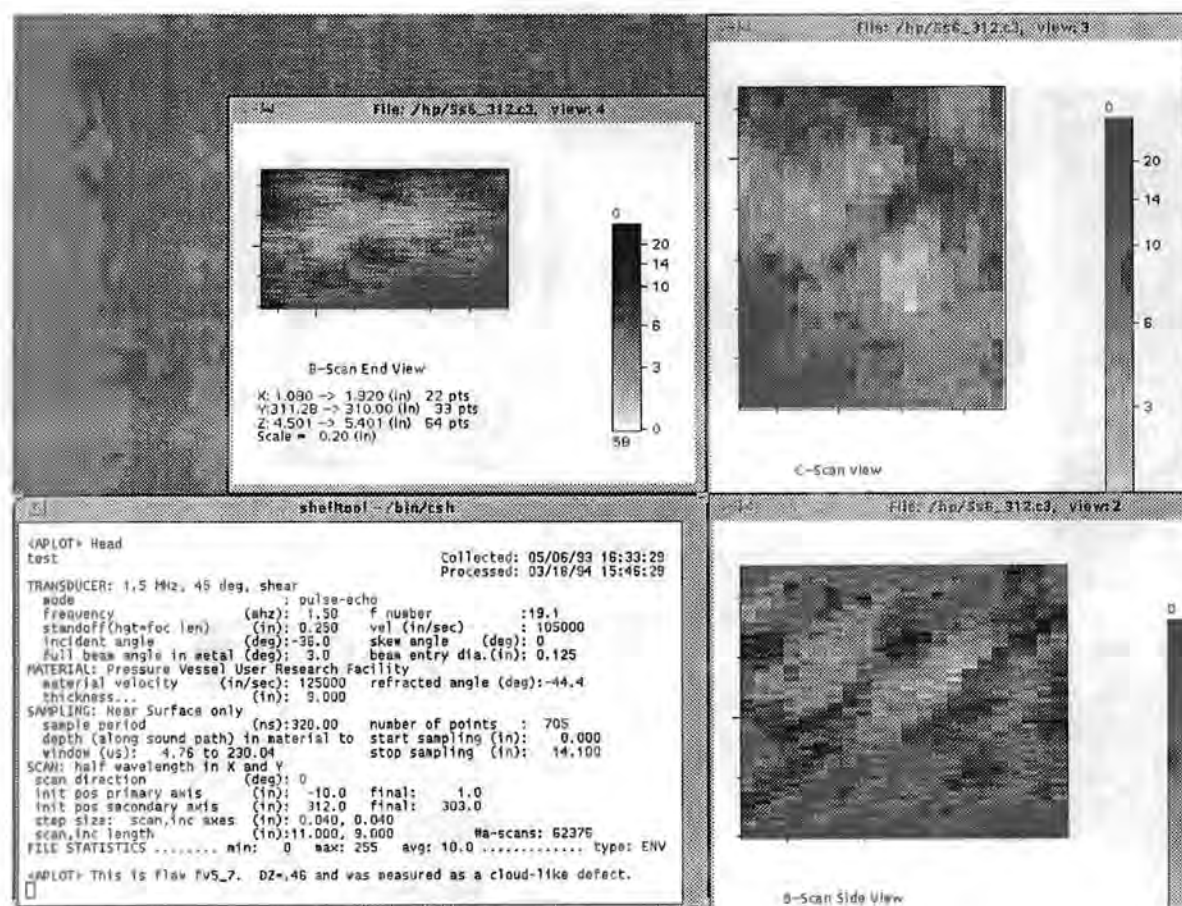 File: /hp/Ss6_312.c3, view: 4
0
20
14
10
6
3
0
59
B-Scan End View
X: 1.080 -> 1.920 (in) 22 pts
Y:311.28 -> 310.00 (in) 33 pts
Z: 4.501 -> 5.401 (in) 64 pts
Scale = 0.20 (in)
File: /hp/Ss6_312.c3, view: 3
0
20
14
10
6
3
C-Scan view
shelltool - /bin/csh
<APLOT> Head
test
Collected: 05/06/93 16:33:29
Processed: 03/18/94 15:46:29
TRANSDUCER: 1.5 MHz, 45 deg, shear
mode : pulse-echo
frequency (mhz): 1.50 f number :19.1
standoff(hgt=foc len) (in): 0.250 vel (in/sec) : 105000
incident angle (deg):-36.0 skew angle (deg): 0
full beam angle in metal (deg): 3.0 beam entry dia.(in): 0.125
MATERIAL: Pressure Vessel User Research Facility
material velocity (in/sec): 125000 refracted angle (deg):-44.4
thickness... (in): 9.000
SAMPLING: Near Surface only
sample period (ns):320.00 number of points : 705
depth (along sound path) in material to start sampling (in): 0.000
window (us): 4.76 to 230.04 stop sampling (in): 14.100
SCAN: half wavelength in X and Y
scan direction (deg): 0
init pos primary axis (in): -10.0 final: 1.0
init pos secondary axis (in): 312.0 final: 303.0
step size: scan,inc axes (in): 0.040, 0.040
scan,inc length (in):11.000, 9.000 #a-scans: 62376
FILE STATISTICS ........ min: 0 max: 255 avg: 10.0 ............. type: ENV
<APLOT> This is flaw fv5_7. DZ=.46 and was measured as a cloud-like defect.
File: /hp/Ss6_312.c3, view: 2
0
B-Scan Side View